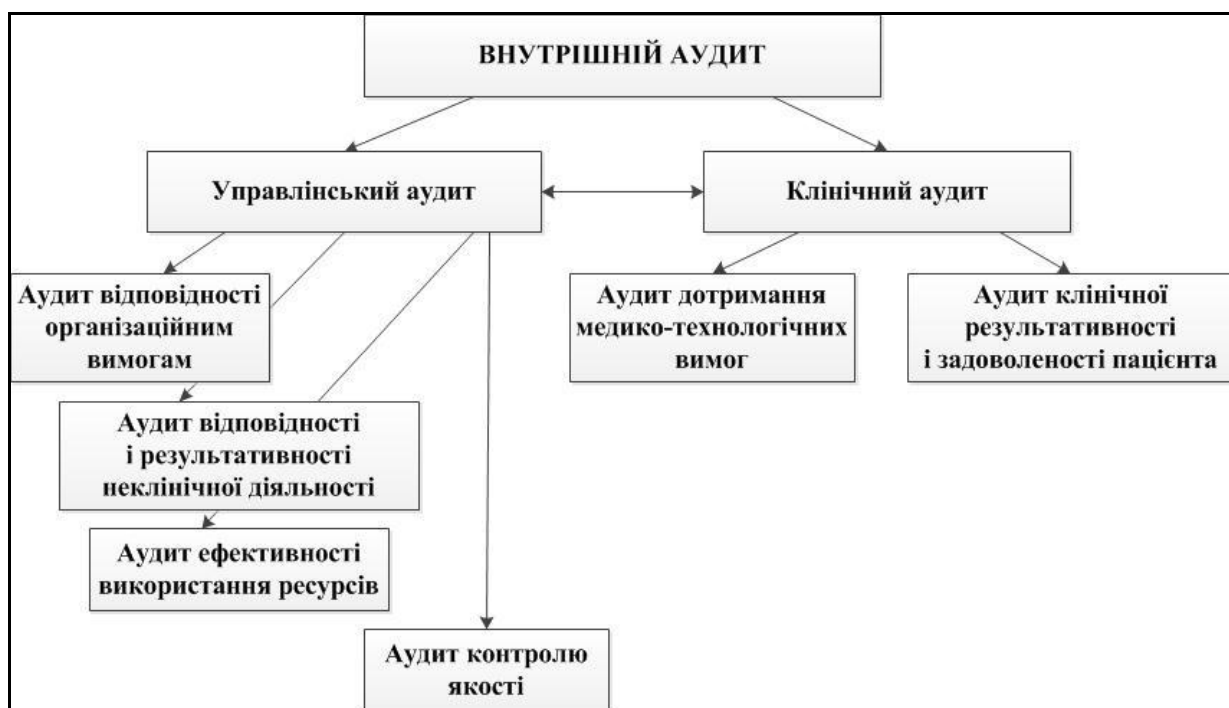 ВНУТРІШНІЙ АУДИТ
Управлінський аудит
Клінічний аудит
Аудит відповідності
організаційним
вимогам
Аудит дотримання
медико-технологічних
вимог
Аудит клінічної
результативності
і задоволеності пацієнта
Аудит відповідності
і результативності
неклінічної діяльності
Аудит ефективності
використання ресурсів
Аудит контролю
якості